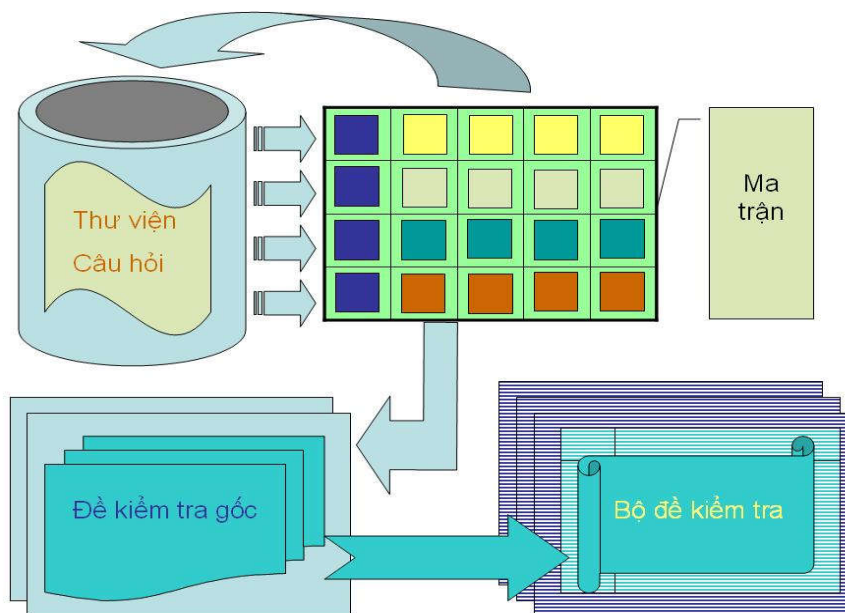 Thư viện
Câu hỏi
Ma
trận
Đề kiểm tra gốc
Bộ đề kiểm tra